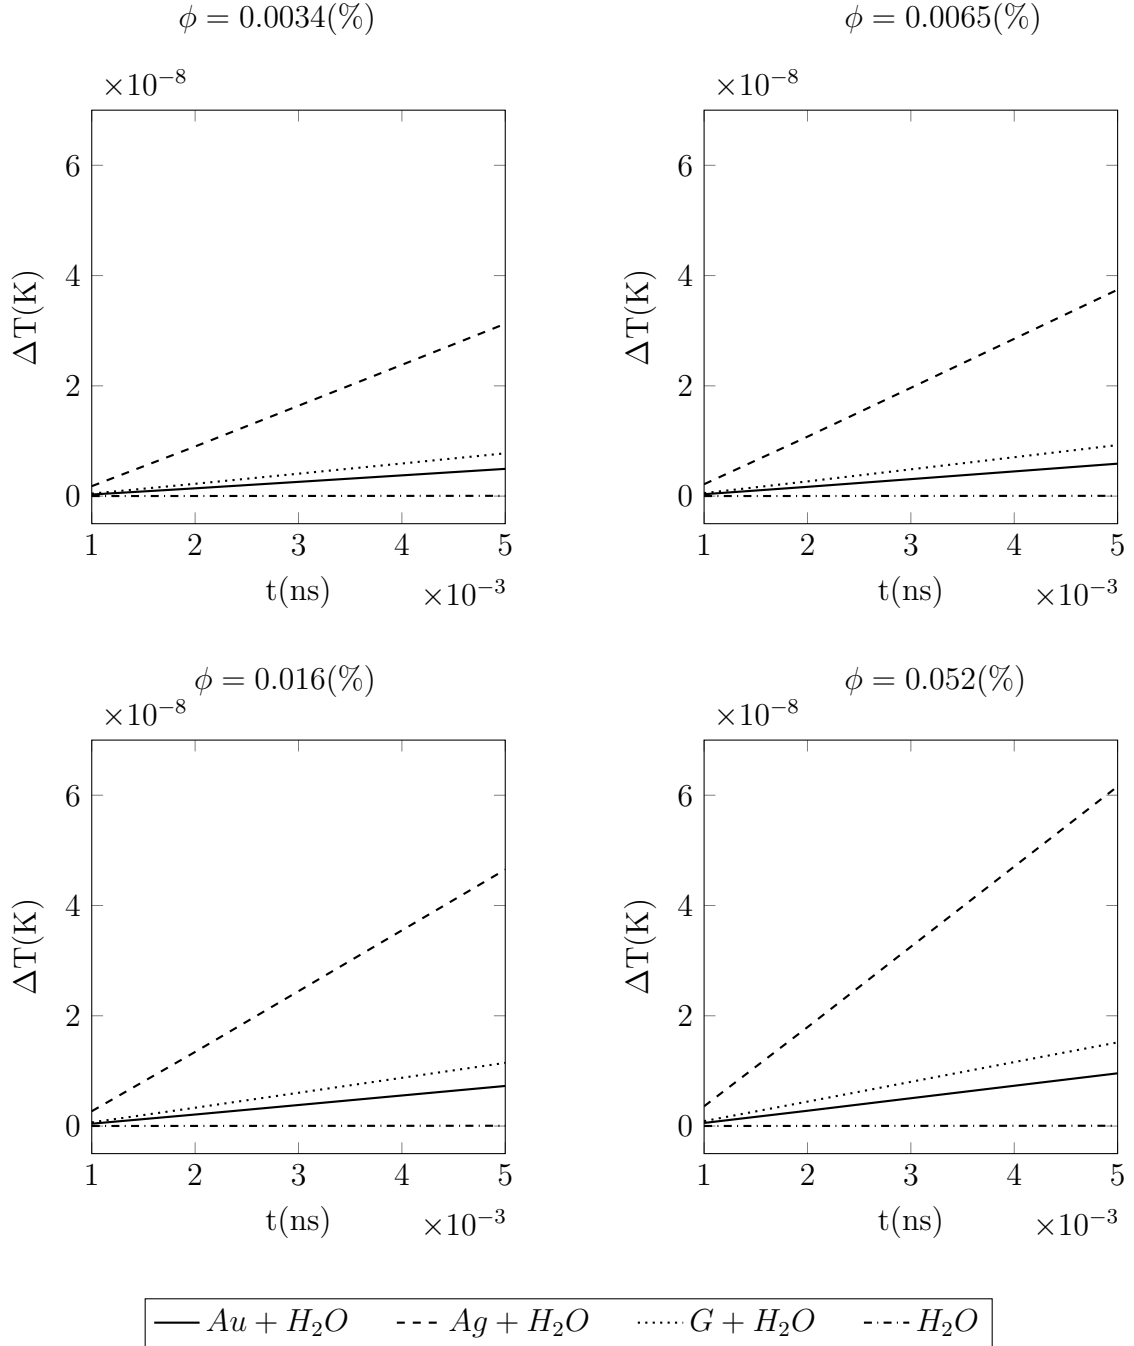 ϕ = 0.0034(%)
ϕ = 0.0065(%)
×10⁻⁸
×10⁻⁸
6
4
2
0
ΔT(K)
1 2 3 4 5
t(ns)
×10⁻³
6
4
2
0
ΔT(K)
1 2 3 4 5
t(ns)
×10⁻³
ϕ = 0.016(%)
ϕ = 0.052(%)
×10⁻⁸
×10⁻⁸
6
4
2
0
ΔT(K)
1 2 3 4 5
t(ns)
×10⁻³
6
4
2
0
ΔT(K)
1 2 3 4 5
t(ns)
×10⁻³
Au + H₂O Ag + H₂O G + H₂O H₂O